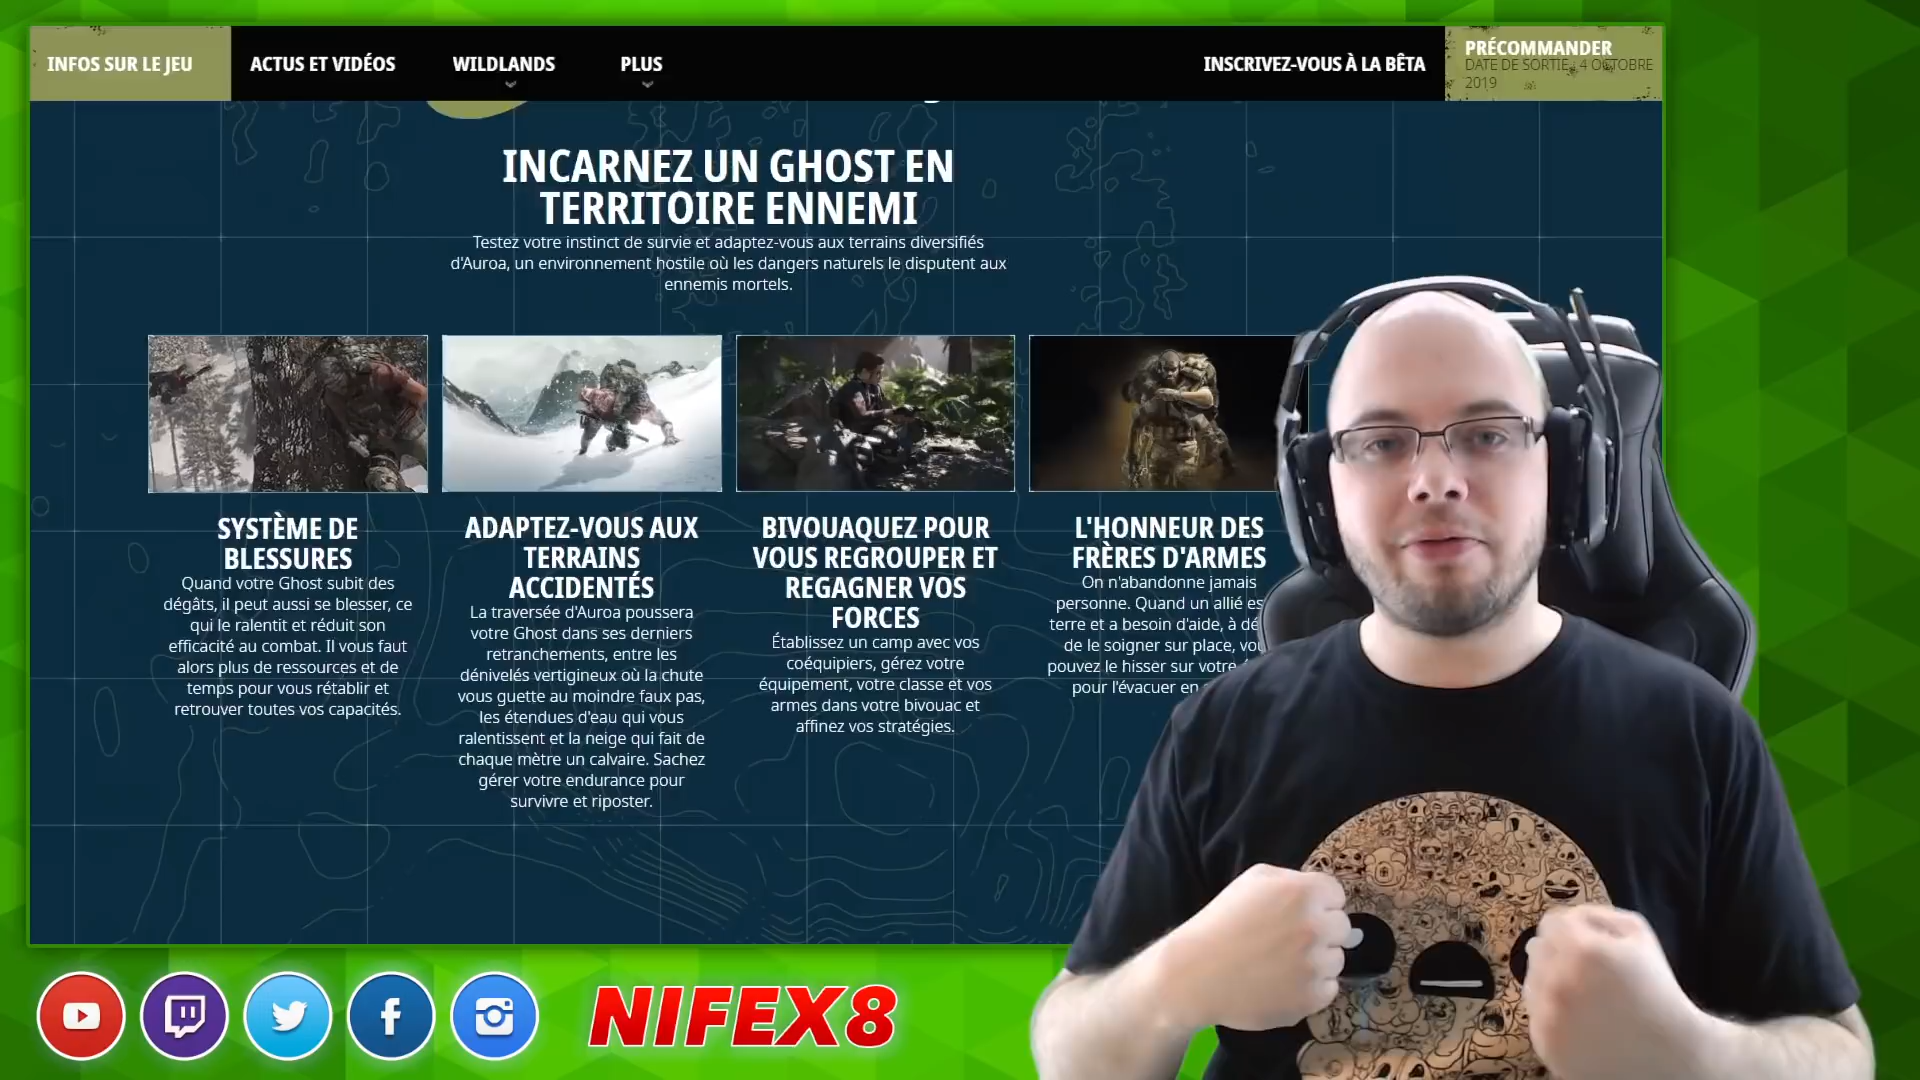 INFOS SUR LE JEU
ACTUS ET VIDÉOS
WILDLANDS
PLUS
INSCRIVEZ-VOUS À LA BÊTA
PRÉCOMMANDER
DATE DE SORTIE : 4 OCTOBRE
2019
INCARNEZ UN GHOST EN
TERRITOIRE ENNEMI
Testez votre instinct de survie et adaptez-vous aux terrains diversifiés
d'Auroa, un environnement hostile où les dangers naturels le disputent aux
ennemis mortels.
SYSTÈME DE
BLESSURES
Quand votre Ghost subit des
dégâts, il peut aussi se blesser, ce
qui le ralentit et réduit son
efficacité au combat. Il vous faut
alors plus de ressources et de
temps pour vous rétablir et
retrouver toutes vos capacités.
ADAPTEZ-VOUS AUX
TERRAINS
ACCIDENTÉS
La traversée d'Auroa poussera
votre Ghost dans ses derniers
retranchements, entre les
dénivelés vertigineux où la chute
vous guette au moindre faux pas,
les étendues d'eau qui vous
ralentissent et la neige qui fait de
chaque mètre un calvaire. Sachez
gérer votre endurance pour
survivre et riposter.
BIVOUAQUEZ POUR
VOUS REGROUPER ET
REGAGNER VOS
FORCES
Établissez un camp avec vos
coéquipiers, gérez votre
équipement, votre classe et vos
armes dans votre bivouac et
affinez vos stratégies.
L'HONNEUR DES
FRÈRES D'ARMES
On n'abandonne jamais
personne. Quand un allié es
terre et a besoin d'aide, à dé
de le soigner sur place, vou
pouvez le hisser sur votre
pour l'évacuer en
NIFEX8